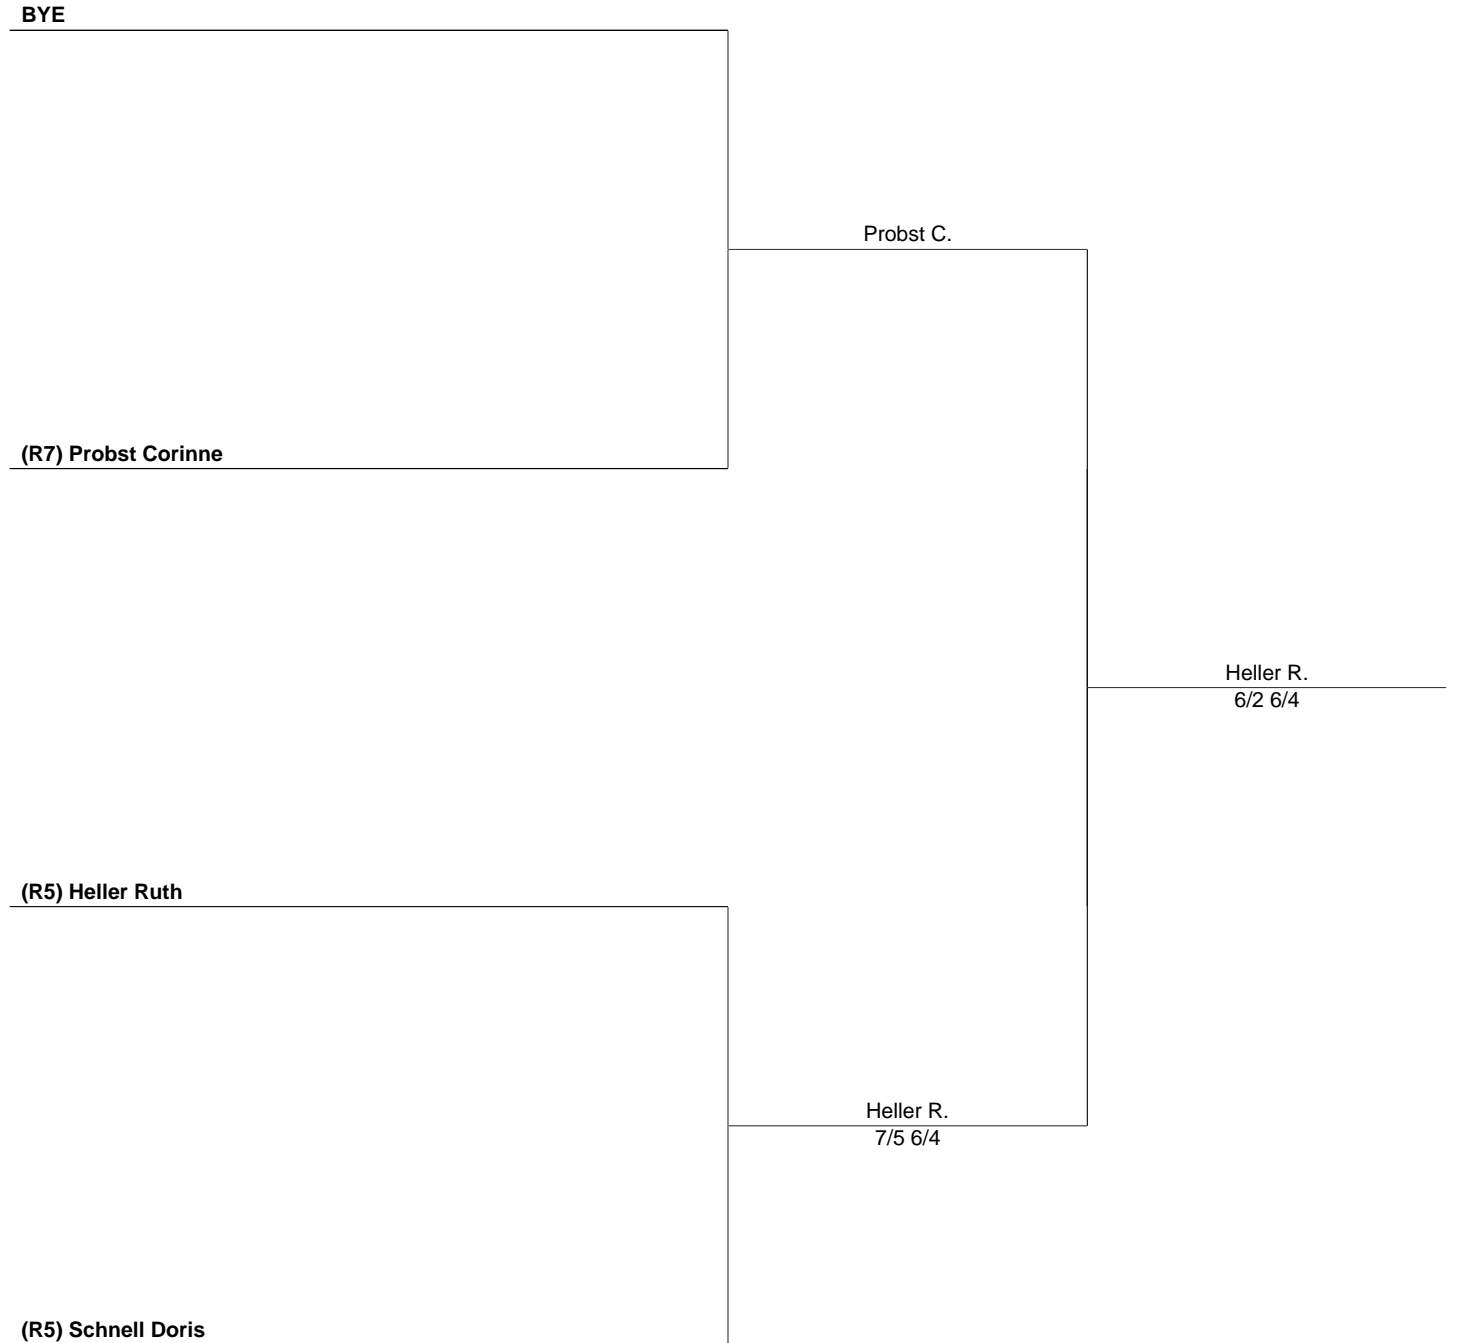 BYE
Probst C.
(R7) Probst Corinne
Heller R.
6/2 6/4
(R5) Heller Ruth
Heller R.
7/5 6/4
(R5) Schnell Doris